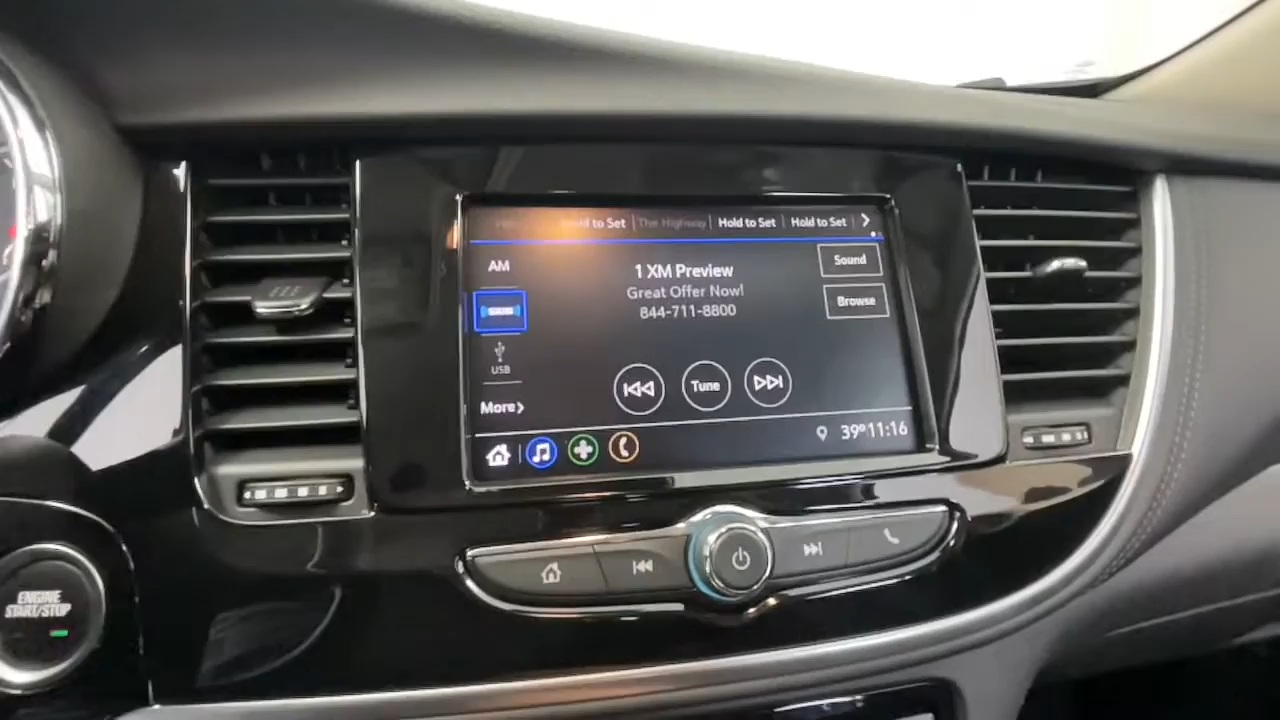 Hold to Set The Highway Hold to Set Hold to Set >
AM
1 XM Preview
Sound
Great Offer Now!
Browse
844-711-8800
USB
Tune
More >
39° 11:16
ENGINE
START/STOP